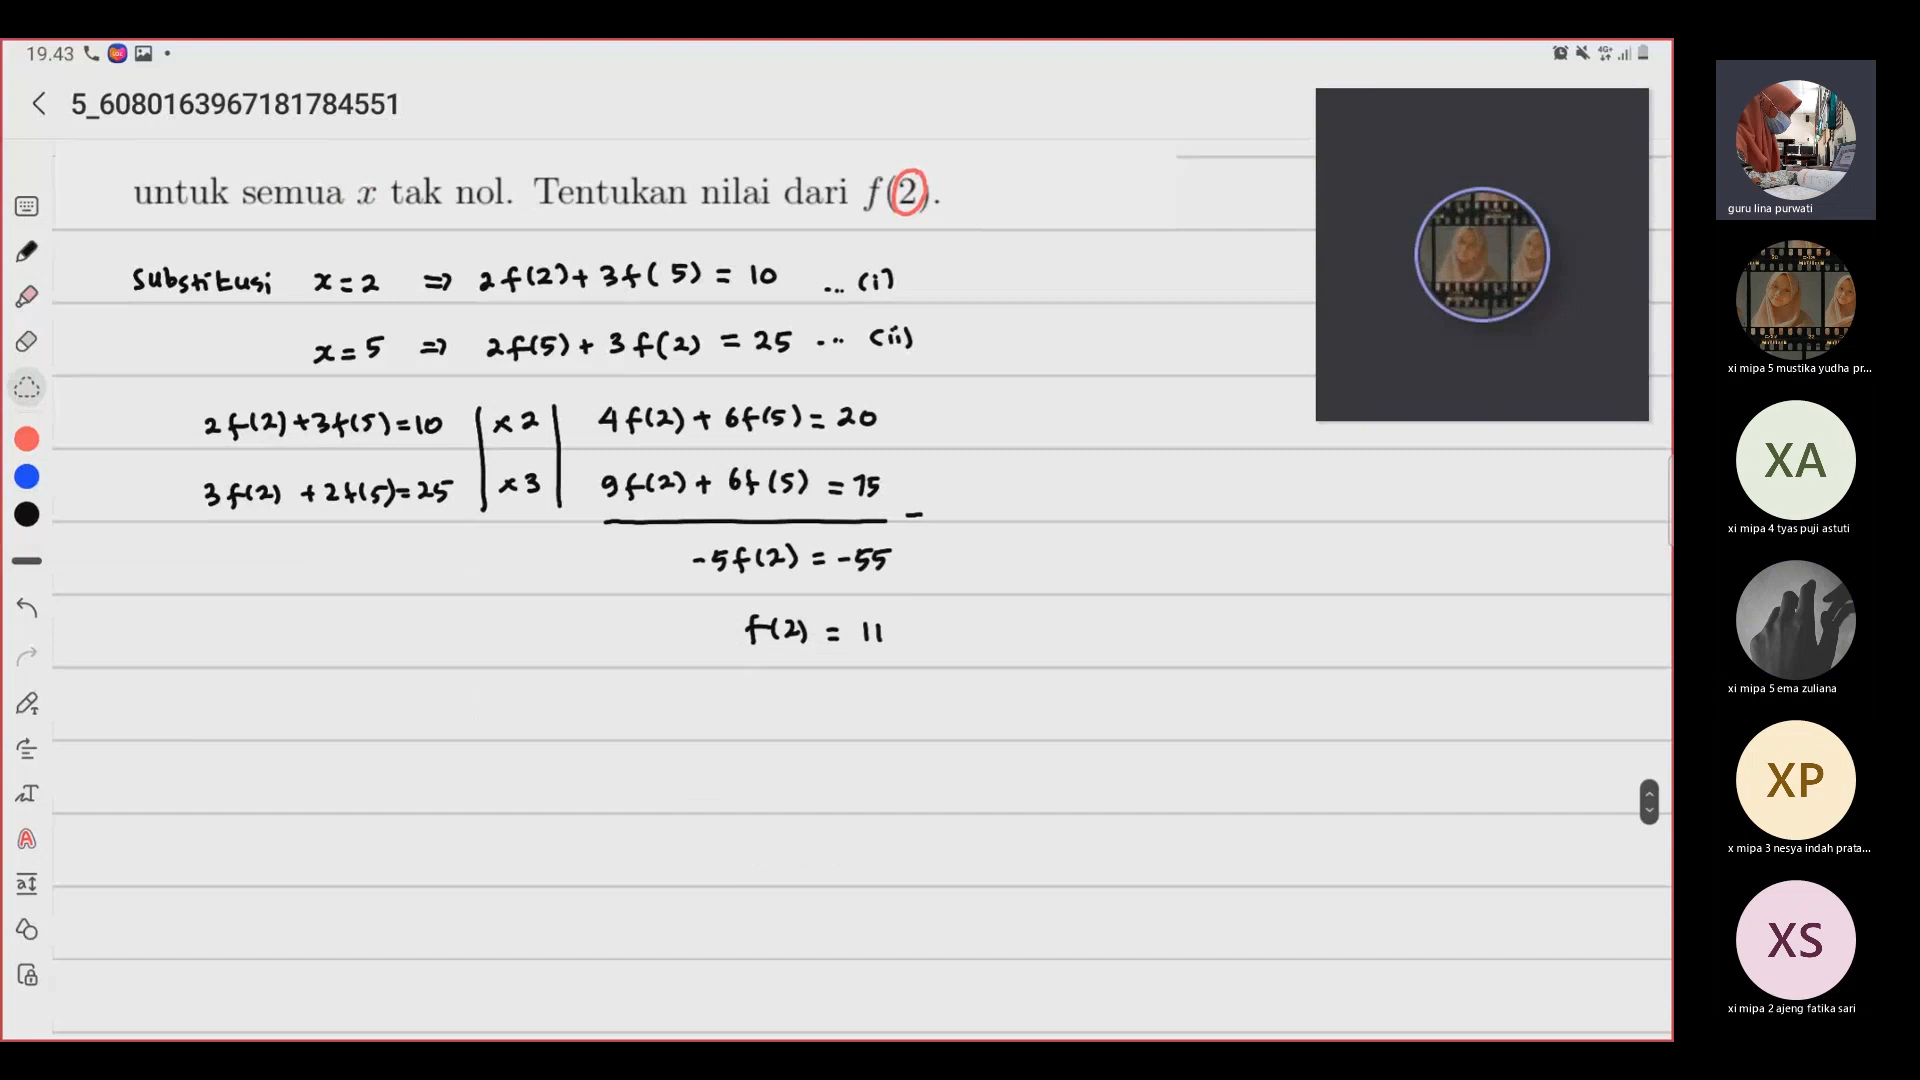 19.43
4G+
5_6080163967181784551
untuk semua x tak nol. Tentukan nilai dari f(2).
Substitusi x = 2 ⇒ 2f(2) + 3f(5) = 10 ... (i)
x = 5 ⇒ 2f(5) + 3f(2) = 25 ... (ii)
2f(2) + 3f(5) = 10 | x 2 | 4f(2) + 6f(5) = 20
3f(2) + 2f(5) = 25 | x 3 | 9f(2) + 6f(5) = 75
-
-5f(2) = -55
f(2) = 11
guru lina purwati
xi mipa 5 mustika yudha pr...
XA
xi mipa 4 tyas puji astuti
xi mipa 5 ema zuliana
XP
x mipa 3 nesya indah prata...
XS
xi mipa 2 ajeng fatika sari